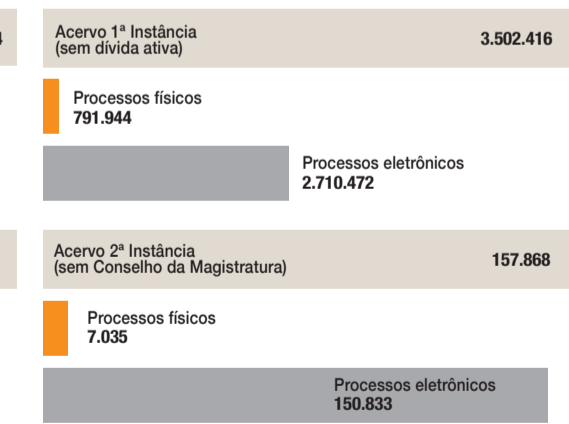 4
Acervo 1ª Instância
(sem dívida ativa)
3.502.416
Processos físicos
791.944
Processos eletrônicos
2.710.472
Acervo 2ª Instância
(sem Conselho da Magistratura)
157.868
Processos físicos
7.035
Processos eletrônicos
150.833